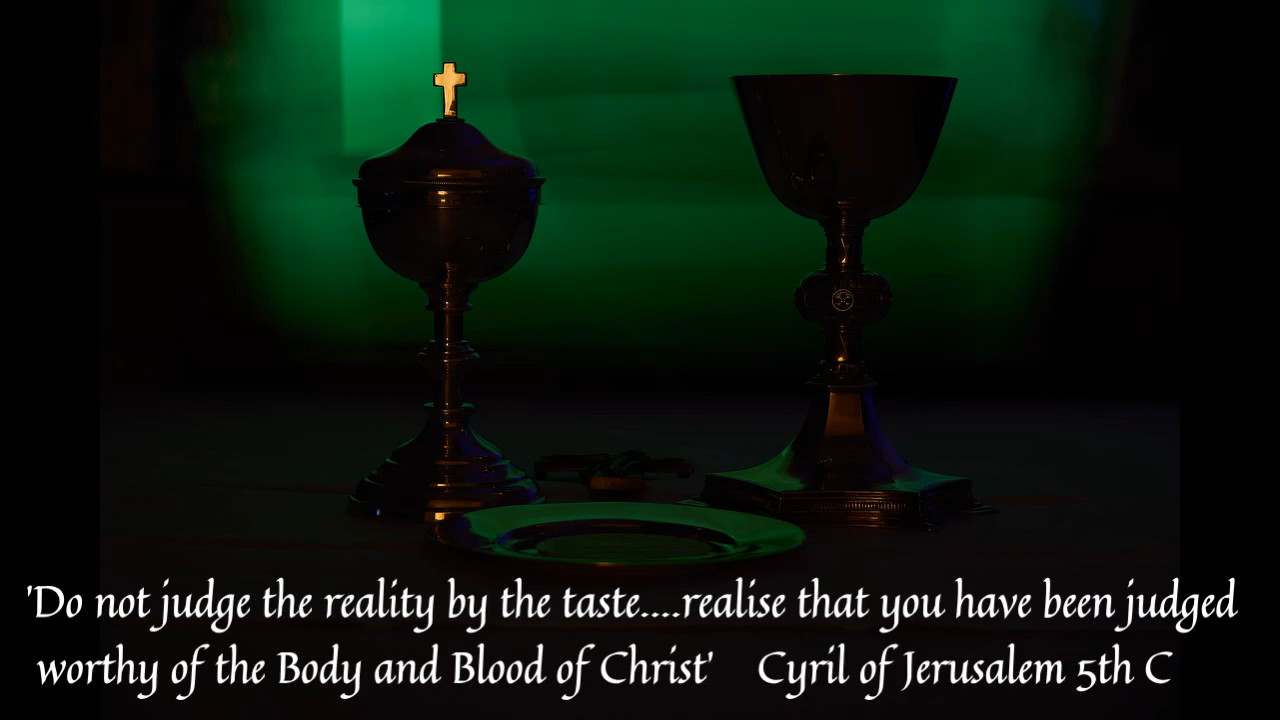 'Do not judge the reality by the taste....realise that you have been judged
worthy of the Body and Blood of Christ' Cyril of Jerusalem 5th C